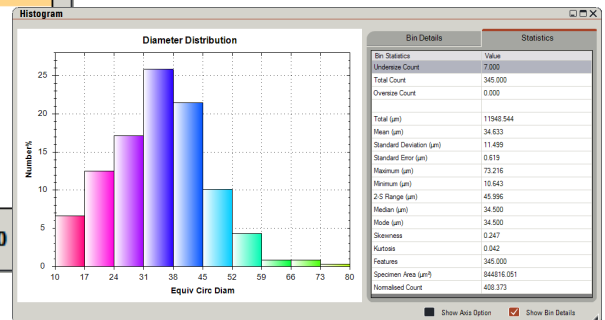 Histogram
Diameter Distribution
Number%
25
20
15
10
5
0
10 17 24 31 38 45 52 59 66 73 80
Equiv Circ Diam
Bin Details Statistics
Bin Statistics Value
Undersize Count 7.000
Total Count 345.000
Oversize Count 0.000
Total (µm) 11948.544
Mean (µm) 34.633
Standard Deviation (µm) 11.499
Standard Error (µm) 0.619
Maximum (µm) 73.216
Minimum (µm) 10.643
2-S Range (µm) 45.996
Median (µm) 34.500
Mode (µm) 34.500
Skewness 0.247
Kurtosis 0.042
Features 345.000
Specimen Area (µm²) 844816.051
Normalised Count 408.373
Show Axis Option Show Bin Details
0